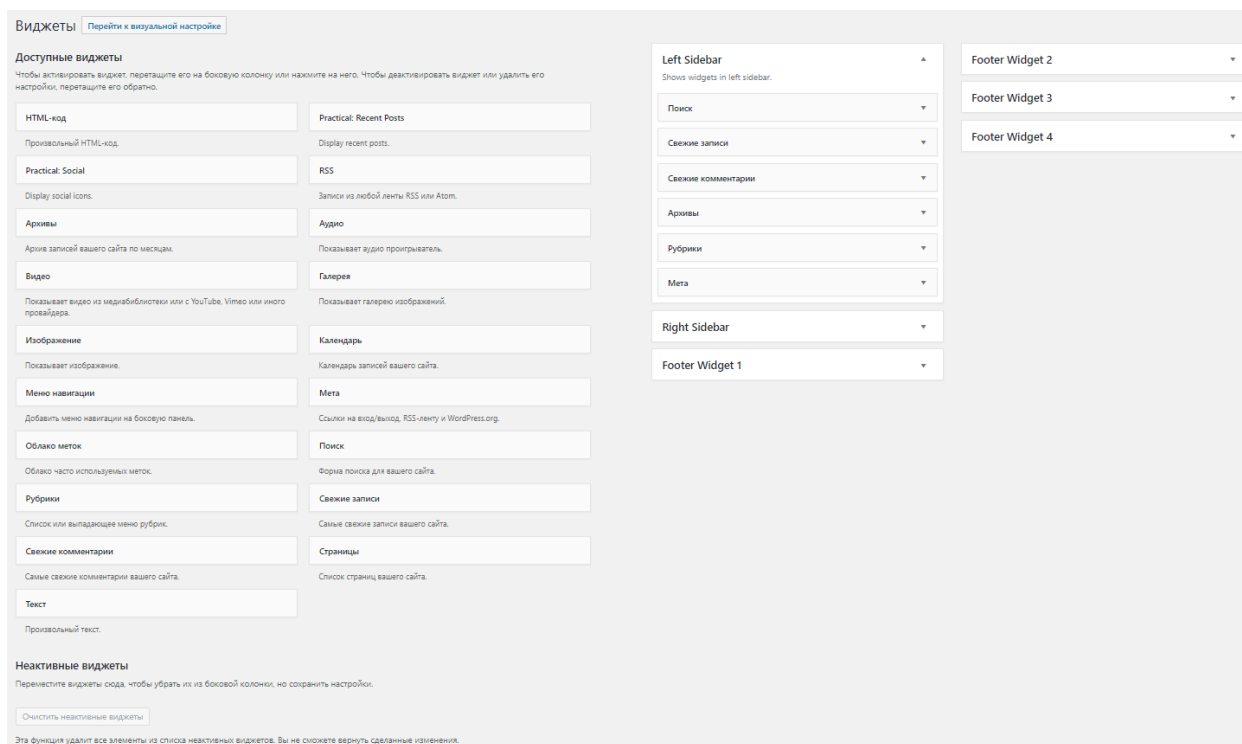 Виджеты
Перейти к визуальной настройке
Доступные виджеты
Чтобы активировать виджет, перетащите его на боковую колонку или нажмите на него. Чтобы деактивировать виджет или удалить его
настройки, перетащите его обратно.
HTML-код
Practical: Recent Posts
Произвольный HTML-код.
Display recent posts.
Practical: Social
RSS
Display social icons.
Записи из любой ленты RSS или Atom.
Архивы
Аудио
Архив записей вашего сайта по месяцам.
Показывает аудио проигрыватель.
Видео
Галерея
Показывает видео из медиабиблиотеки или с YouTube, Vimeo или иного
провайдера.
Показывает галерею изображений.
Изображение
Календарь
Показывает изображение.
Календарь записей вашего сайта.
Меню навигации
Мета
Добавить меню навигации на боковую панель.
Ссылки на вход/выход, RSS-ленту и WordPress.org.
Облако меток
Поиск
Облако часто используемых меток.
Форма поиска для вашего сайта.
Рубрики
Свежие записи
Список или выпадающее меню рубрик.
Самые свежие записи вашего сайта.
Свежие комментарии
Страницы
Самые свежие комментарии вашего сайта.
Список страниц вашего сайта.
Текст
Произвольный текст.
Неактивные виджеты
Переместите виджеты сюда, чтобы убрать их из боковой колонки, но сохранить настройки.
Очистить неактивные виджеты
Эта функция удалит все элементы из списка неактивных виджетов. Вы не сможете вернуть сделанные изменения.
Left Sidebar
Shows widgets in left sidebar.
Поиск
Свежие записи
Свежие комментарии
Архивы
Рубрики
Мета
Right Sidebar
Footer Widget 1
Footer Widget 2
Footer Widget 3
Footer Widget 4